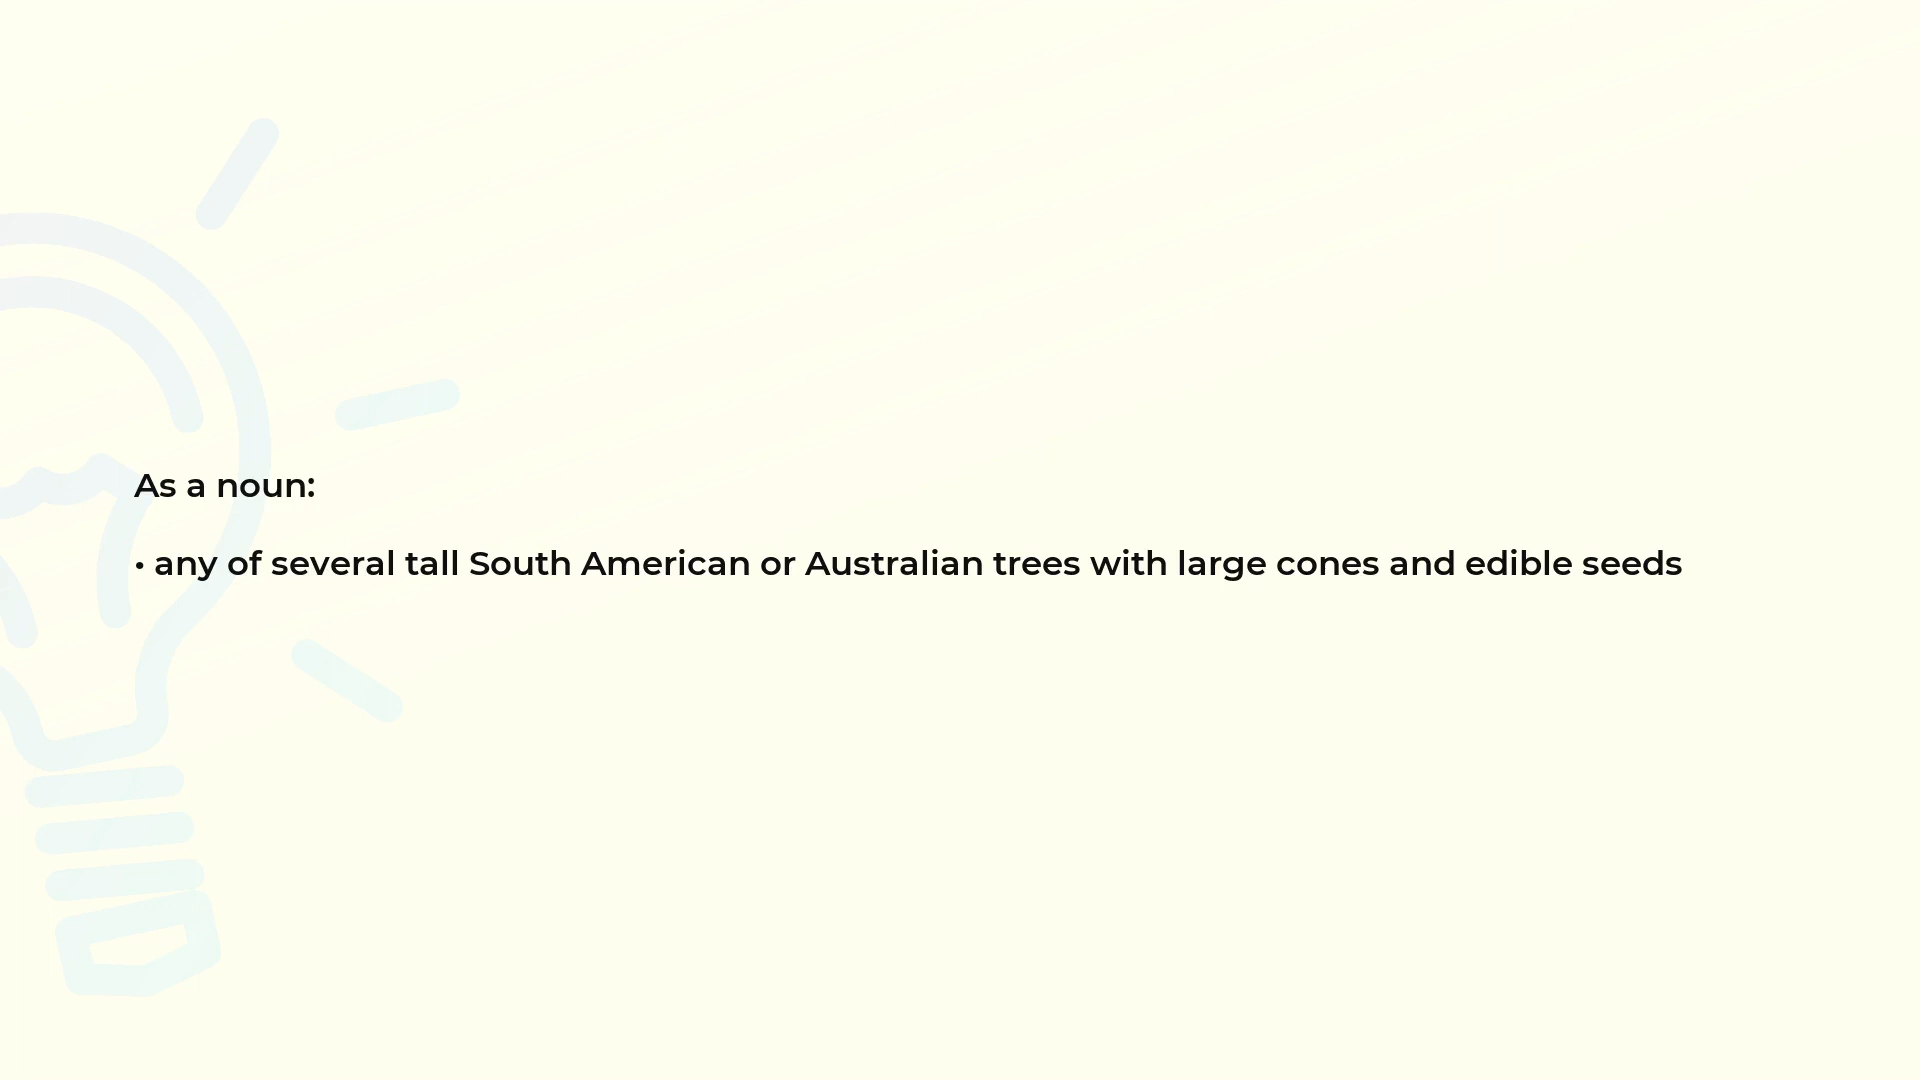 As a noun:
• any of several tall South American or Australian trees with large cones and edible seeds